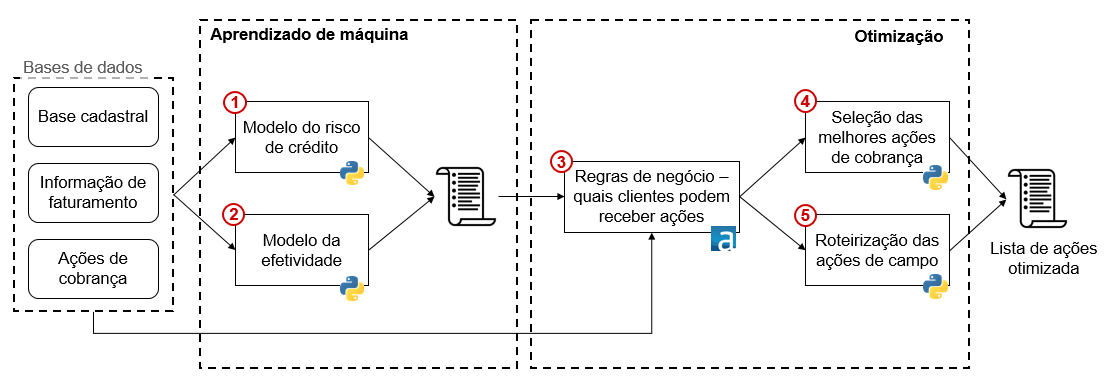 Aprendizado de máquina
Otimização
Bases de dados
Base cadastral
Informação de
faturamento
Ações de
cobrança
1
Modelo do risco
de crédito
2
Modelo da
efetividade
3
Regras de negócio –
quais clientes podem
receber ações
a
4
Seleção das
melhores ações
de cobrança
5
Roteirização das
ações de campo
Lista de ações
otimizada